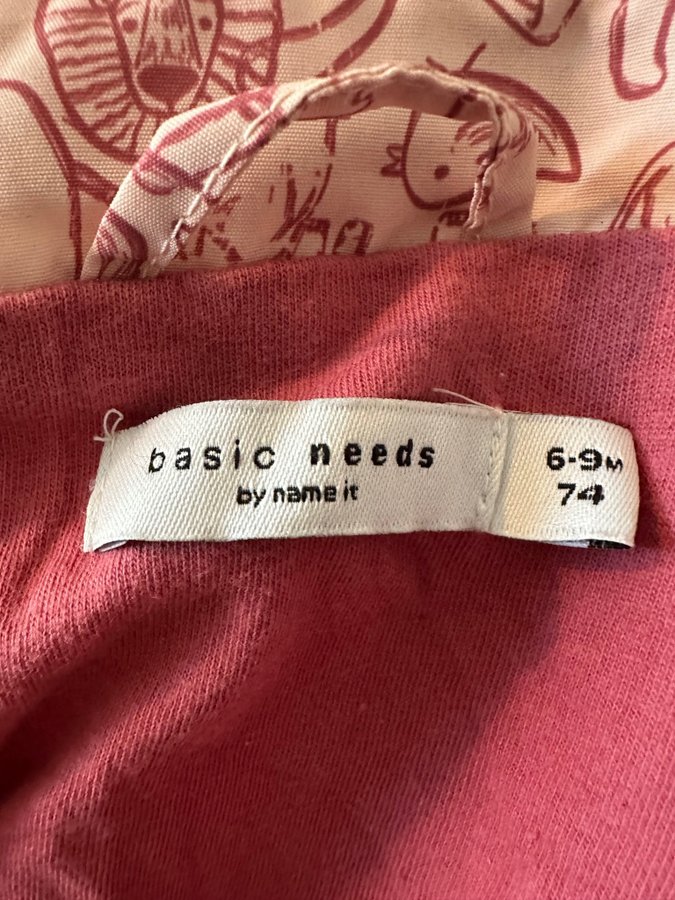 basic needs
by name it
6-9M
74